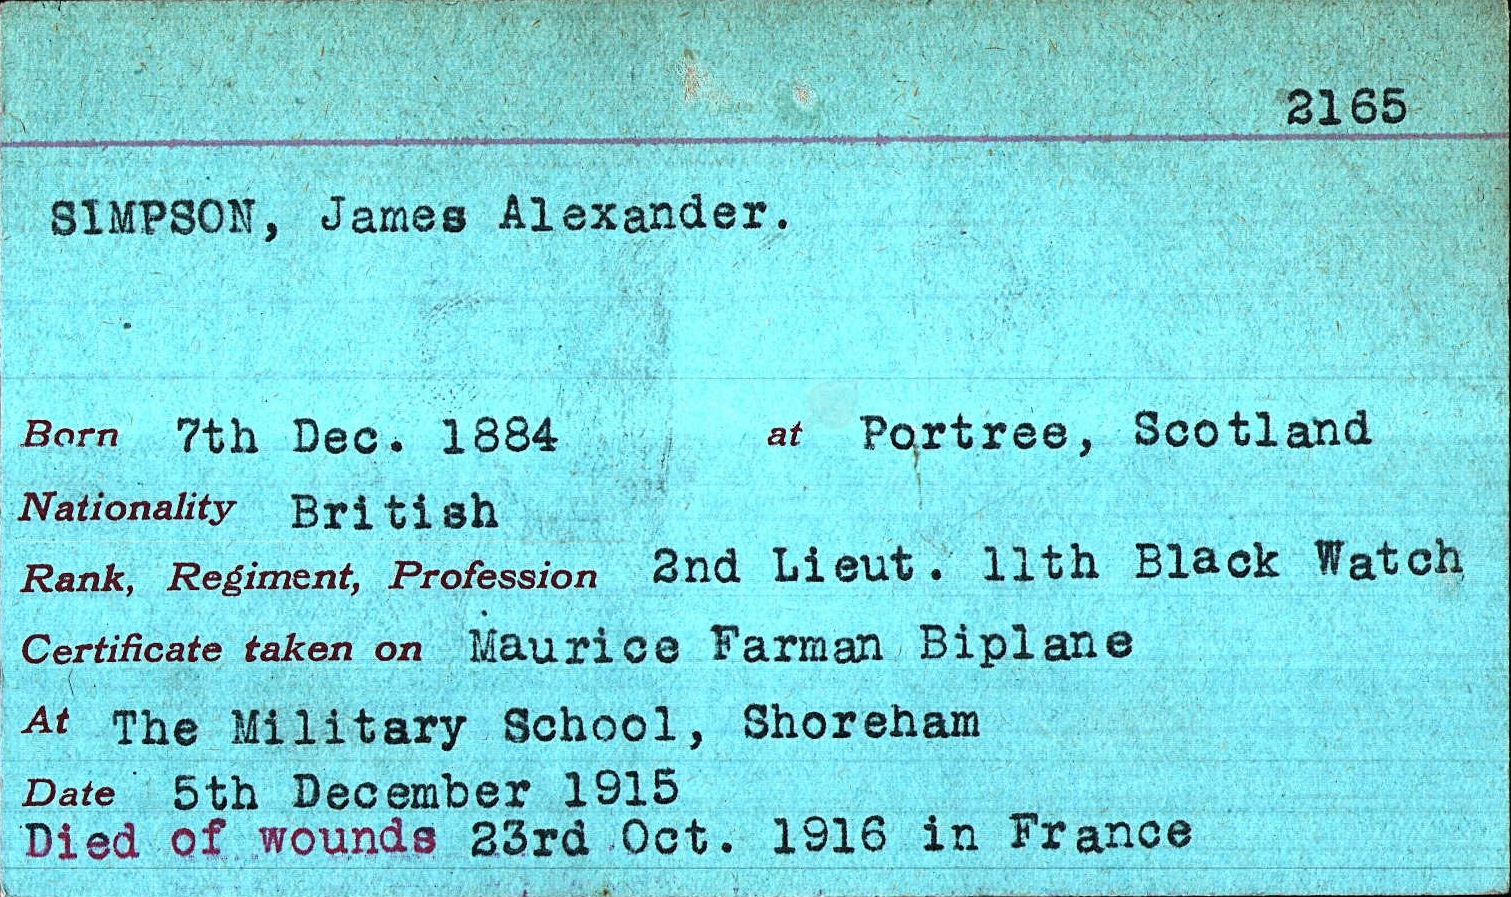 2165
SIMPSON, James Alexander.
Born 7th Dec. 1884 at Portree, Scotland
Nationality British
Rank, Regiment, Profession 2nd Lieut. 11th Black Watch
Certificate taken on Maurice Farman Biplane
At The Military School, Shoreham
Date 5th December 1915
Died of wounds 23rd Oct. 1916 in France